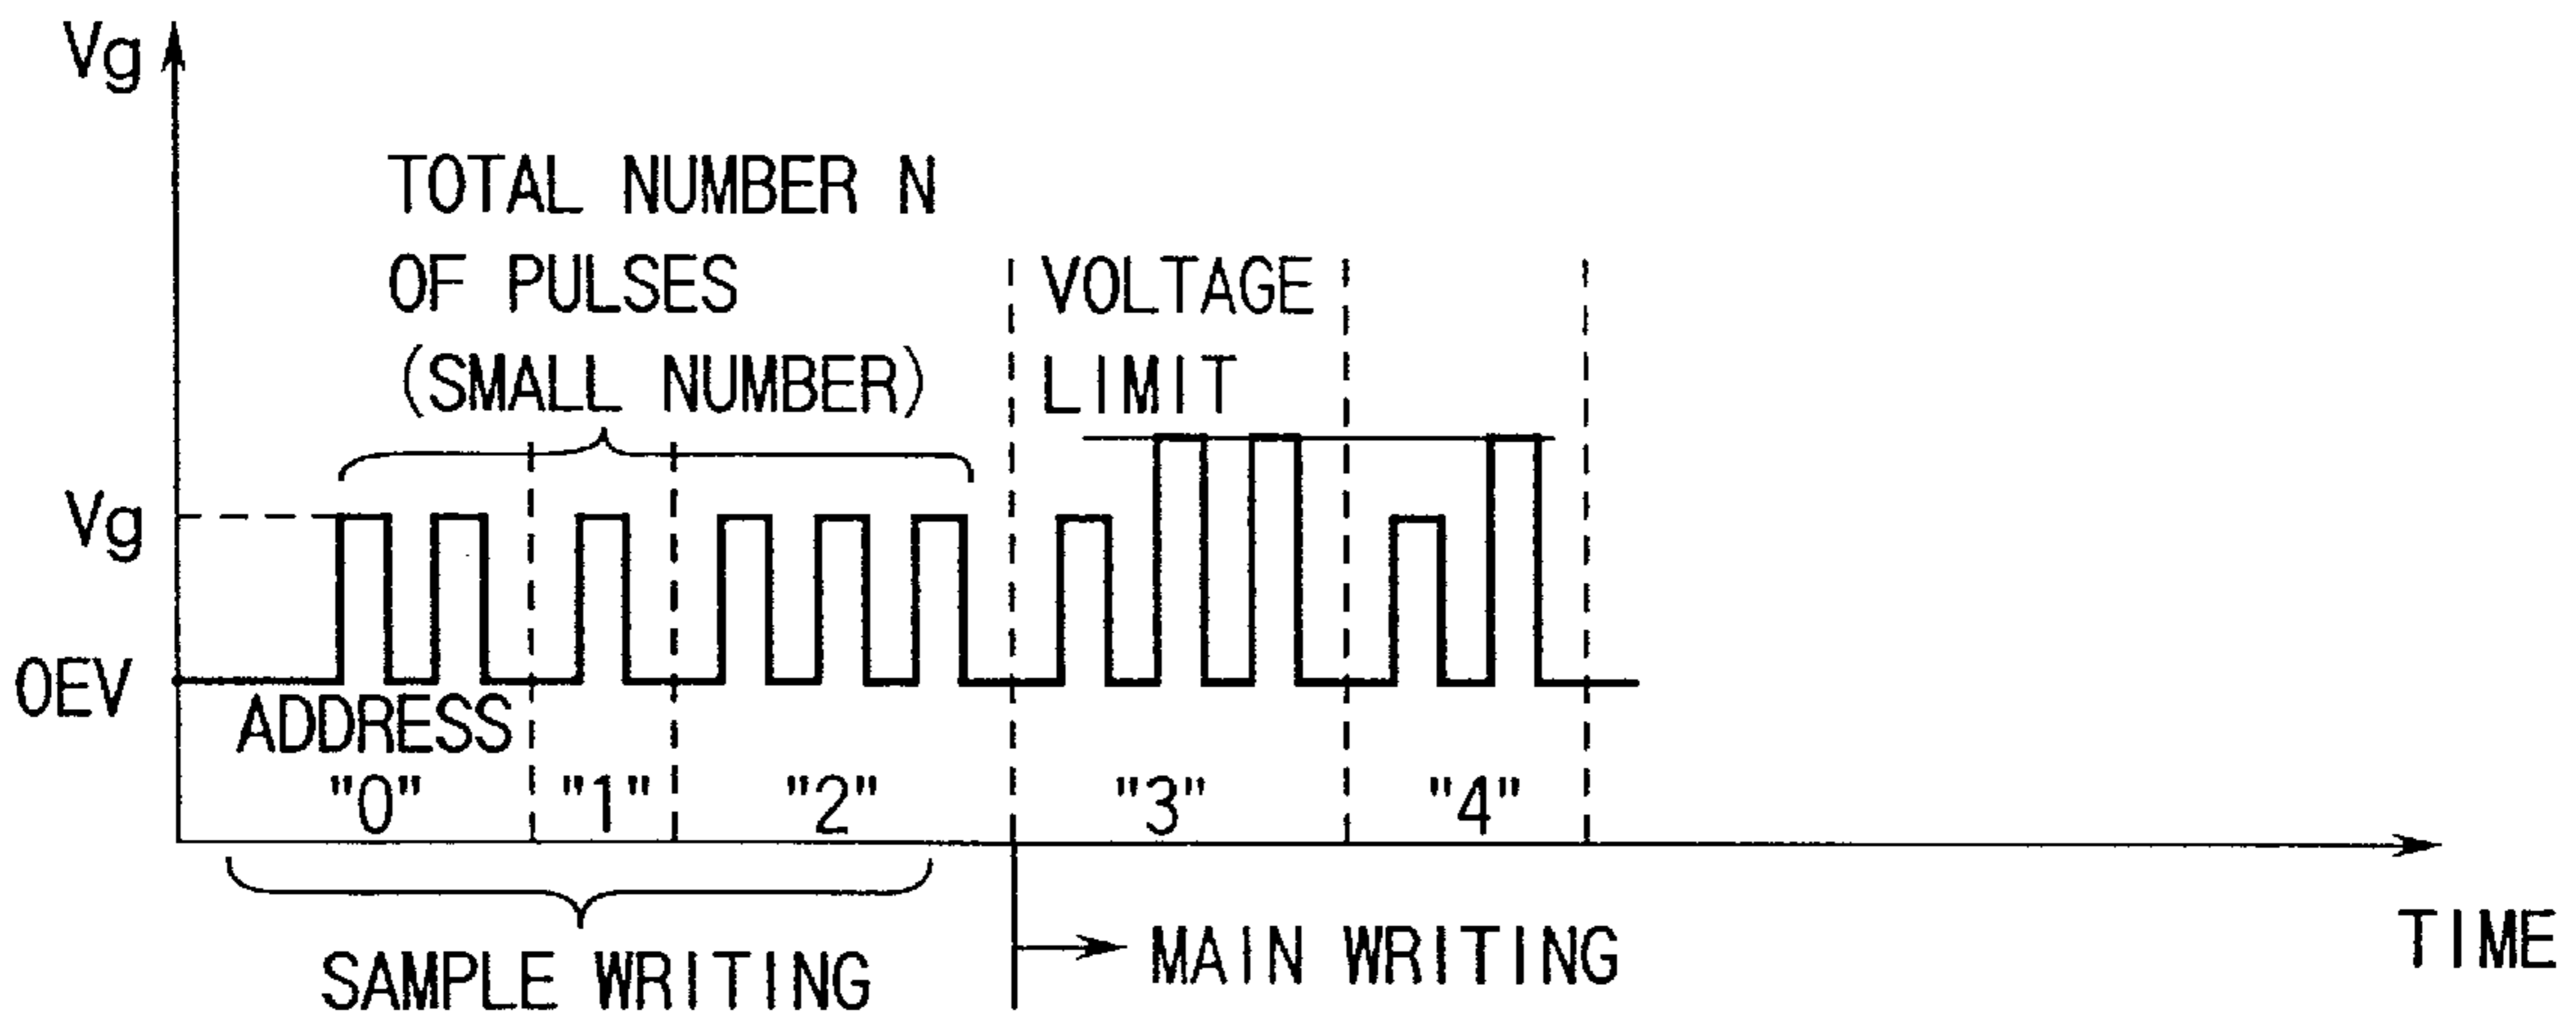 Vg
TOTAL NUMBER N
OF PULSES
(SMALL NUMBER)
VOLTAGE
LIMIT
Vg
OEV
ADDRESS
"0" "1" "2" "3" "4"
SAMPLE WRITING
MAIN WRITING
TIME